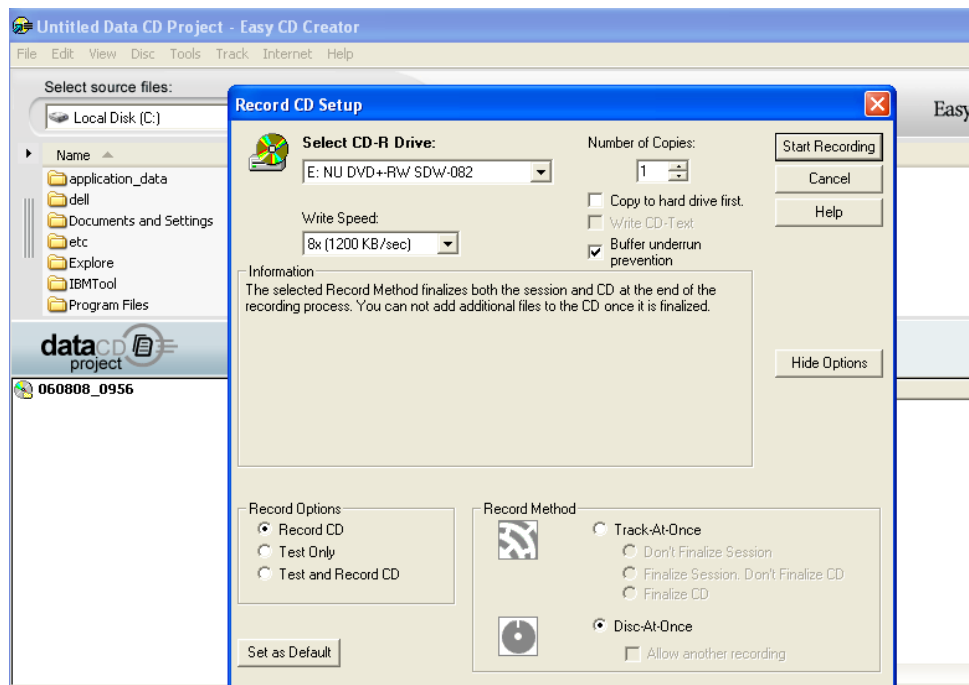 Untitled Data CD Project - Easy CD Creator
File Edit View Disc Tools Track Internet Help
Select source files:
Local Disk (C:)
Name
application_data
dell
Documents and Settings
etc
Explore
IBMTool
Program Files
datacD
project
060808_0956
Easy
Record CD Setup
Select CD-R Drive:
E: NU DVD+-RW SDW-082
Write Speed:
8x (1200 KB/sec)
Number of Copies:
1
Copy to hard drive first.
Write CD-Text
Buffer underrun
prevention
Start Recording
Cancel
Help
Information
The selected Record Method finalizes both the session and CD at the end of the
recording process. You can not add additional files to the CD once it is finalized.
Hide Options
Record Options
Record CD
Test Only
Test and Record CD
Set as Default
Record Method
Track-At-Once
Don't Finalize Session
Finalize Session. Don't Finalize CD
Finalize CD
Disc-At-Once
Allow another recording